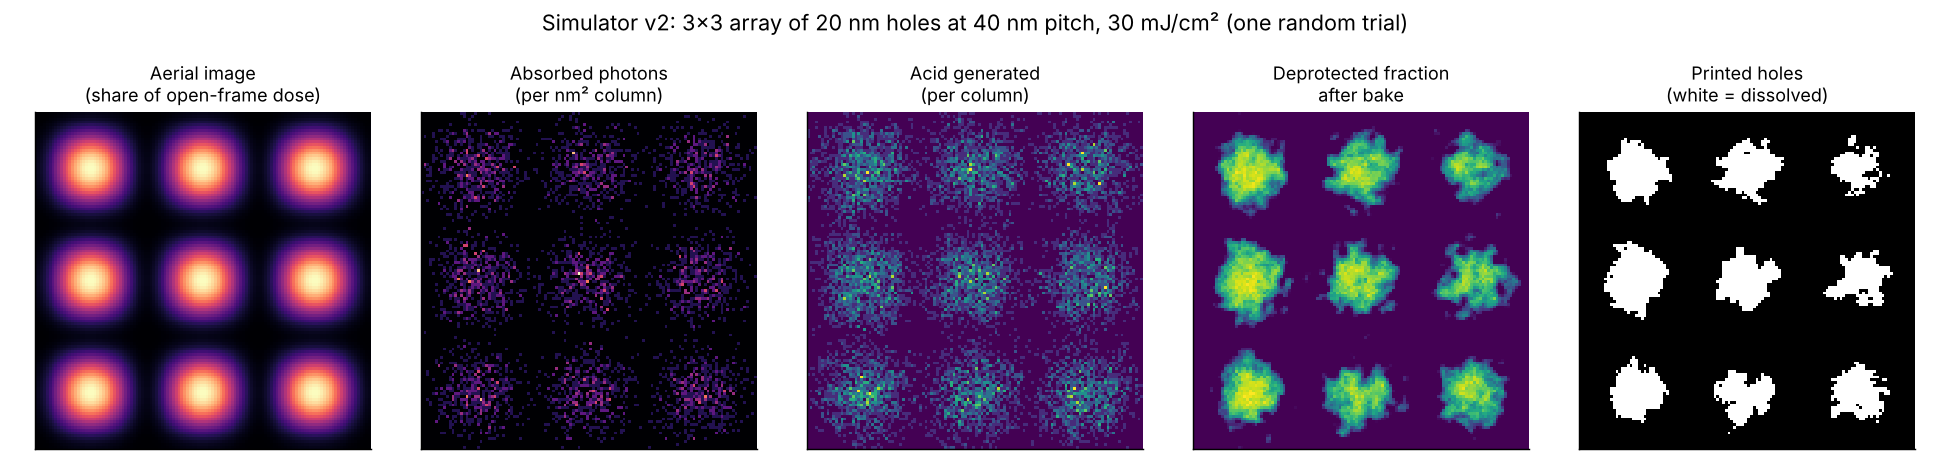 Simulator v2: 3×3 array of 20 nm holes at 40 nm pitch, 30 mJ/cm² (one random trial)
Aerial image
(share of open-frame dose)
Absorbed photons
(per nm² column)
Acid generated
(per column)
Deprotected fraction
after bake
Printed holes
(white = dissolved)